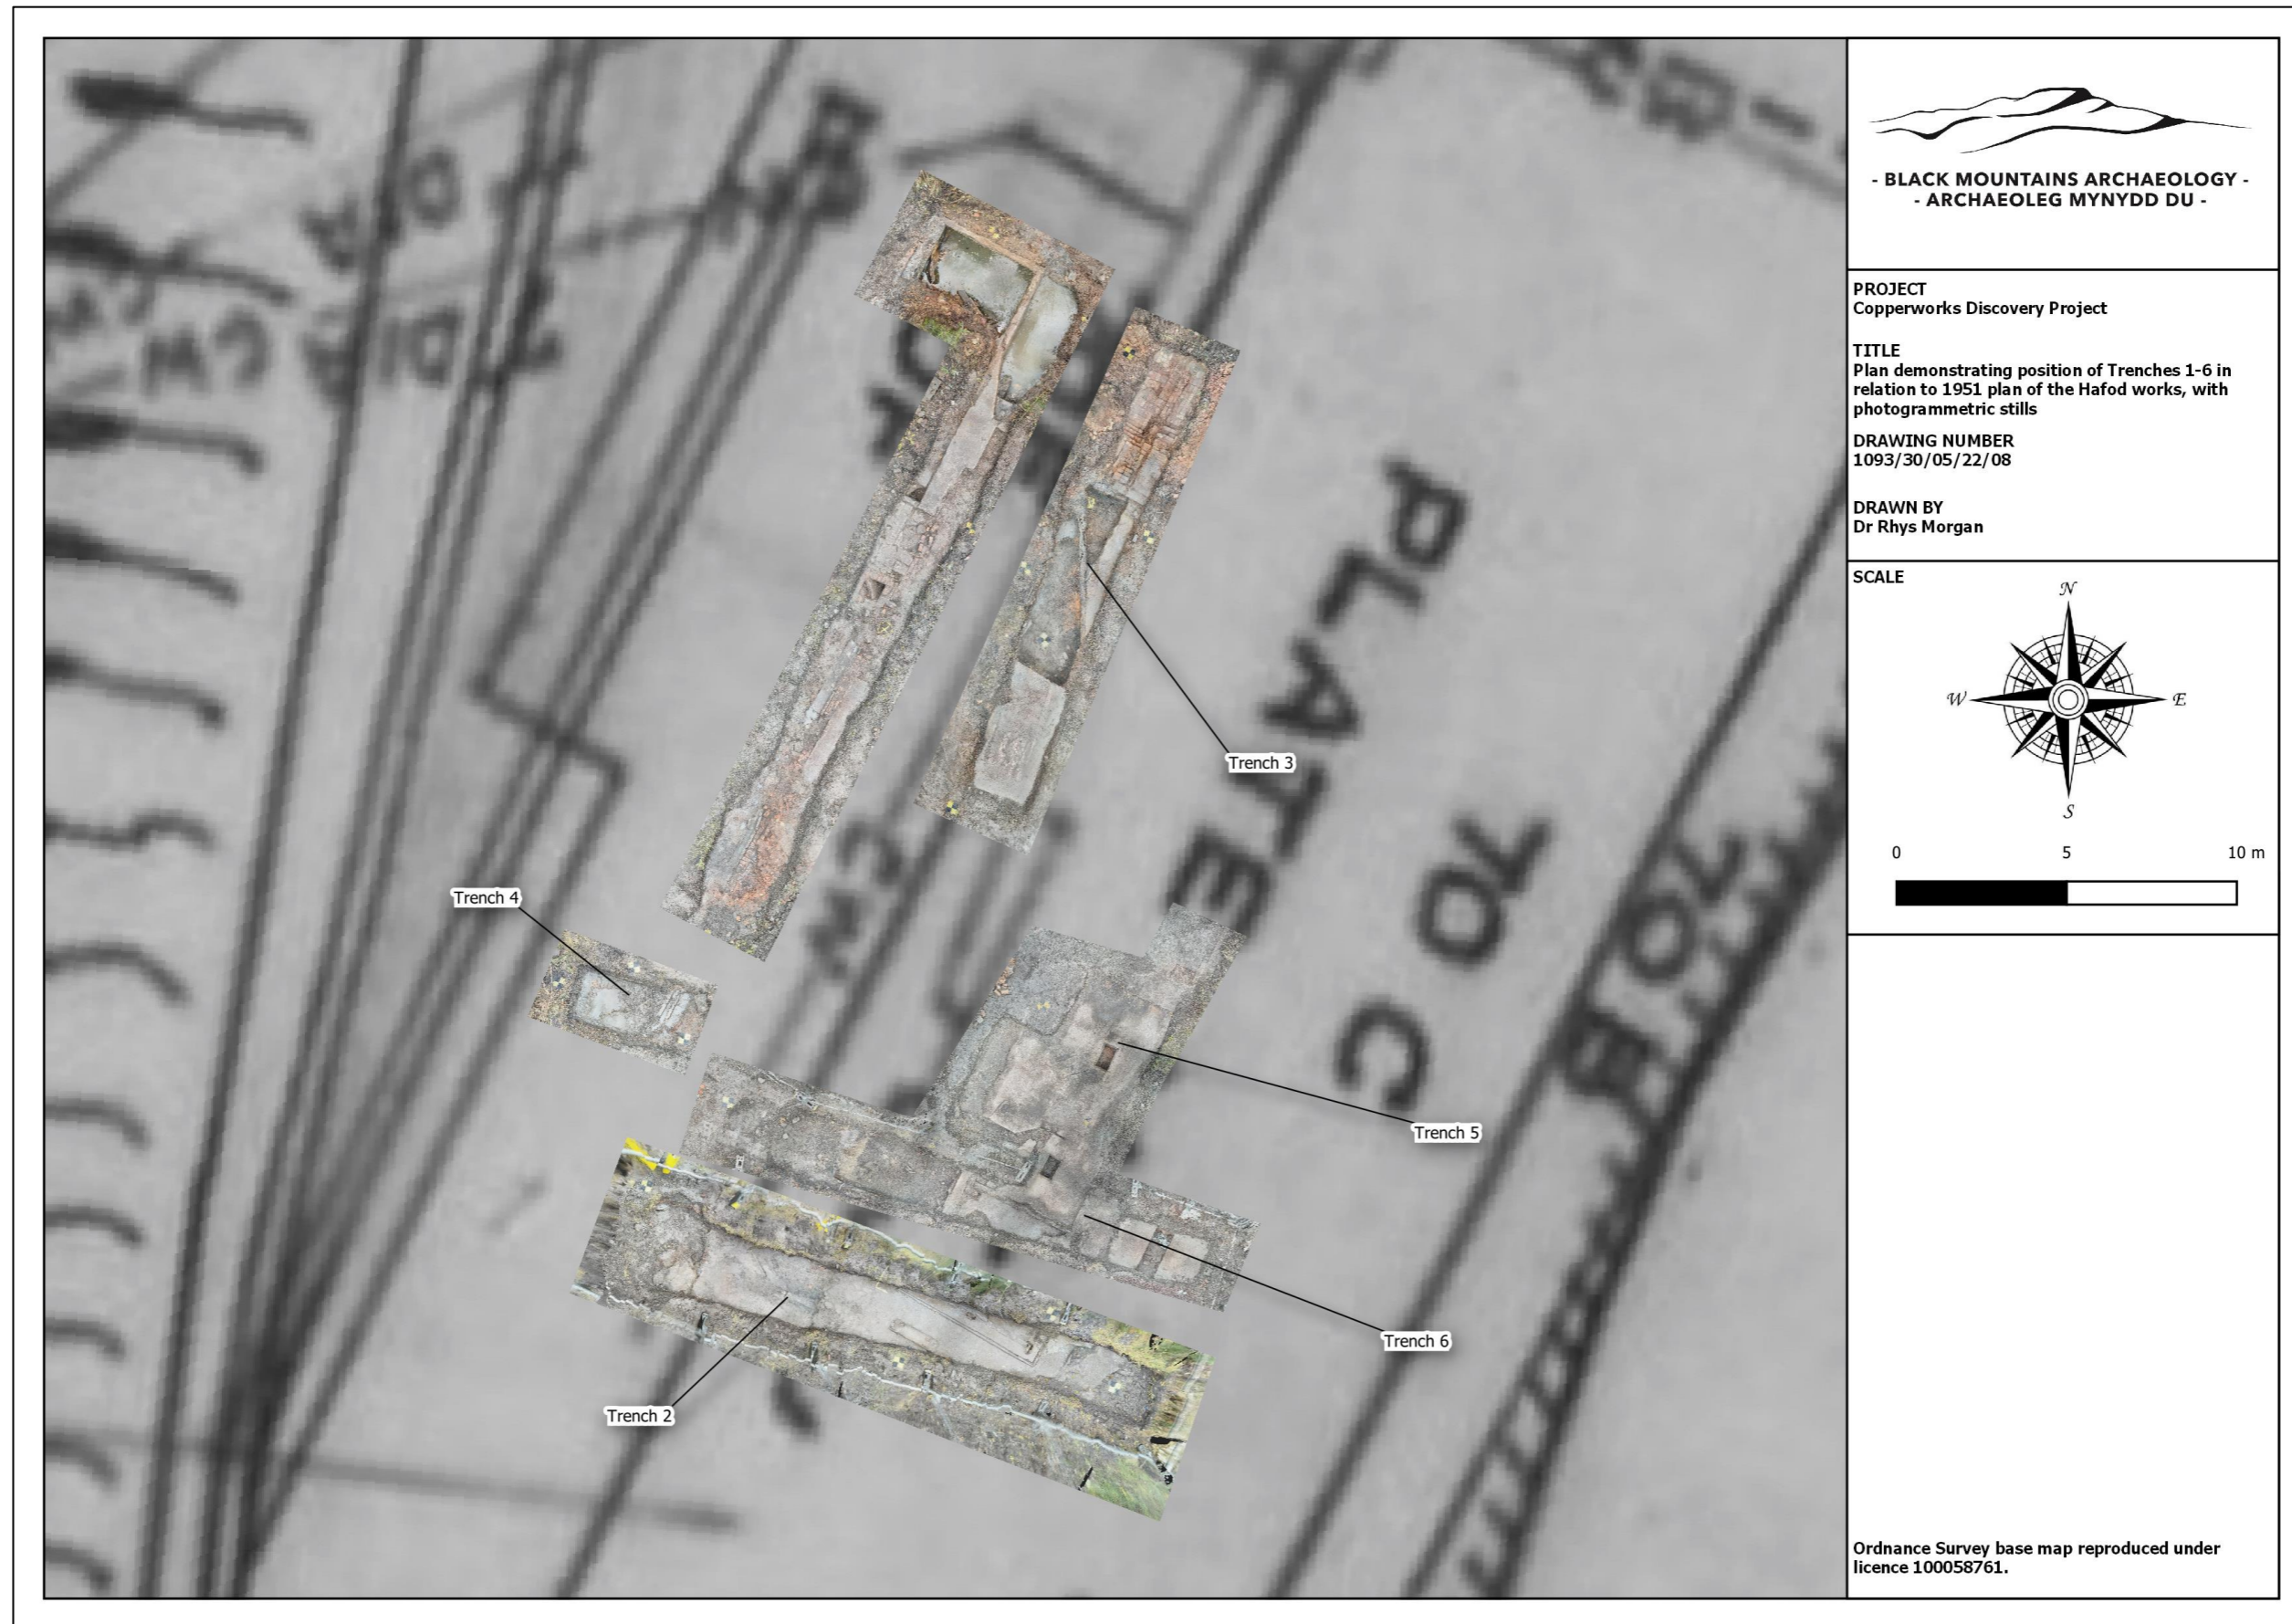 - BLACK MOUNTAINS ARCHAEOLOGY -
- ARCHAEOLEG MYNYDD DU -
PROJECT
Copperworks Discovery Project
TITLE
Plan demonstrating position of Trenches 1-6 in
relation to 1951 plan of the Hafod works, with
photogrammetric stills
DRAWING NUMBER
1093/30/05/22/08
DRAWN BY
Dr Rhys Morgan
SCALE
N
W
E
S
0 5 10 m
Ordnance Survey base map reproduced under
licence 100058761.
Trench 3
Trench 4
Trench 5
Trench 6
Trench 2
PLATE
70
C